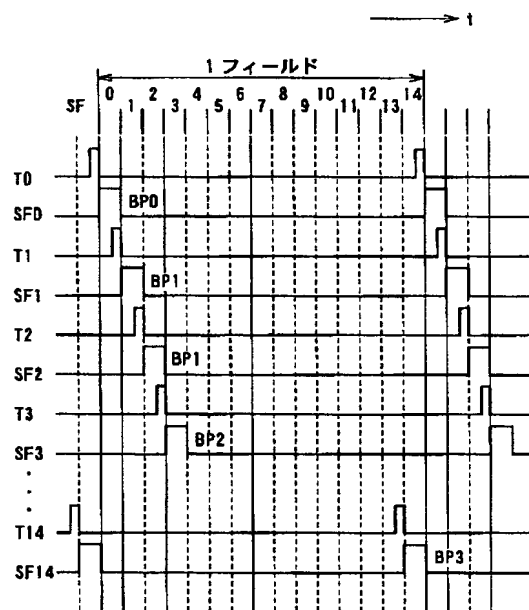 t
1 フィールド
SF 0 1 2 3 4 5 6 7 8 9 10 11 12 13 14
T0
SF0 BP0
T1
SF1 BP1
T2
SF2 BP1
T3
SF3 BP2
T14
SF14 BP3